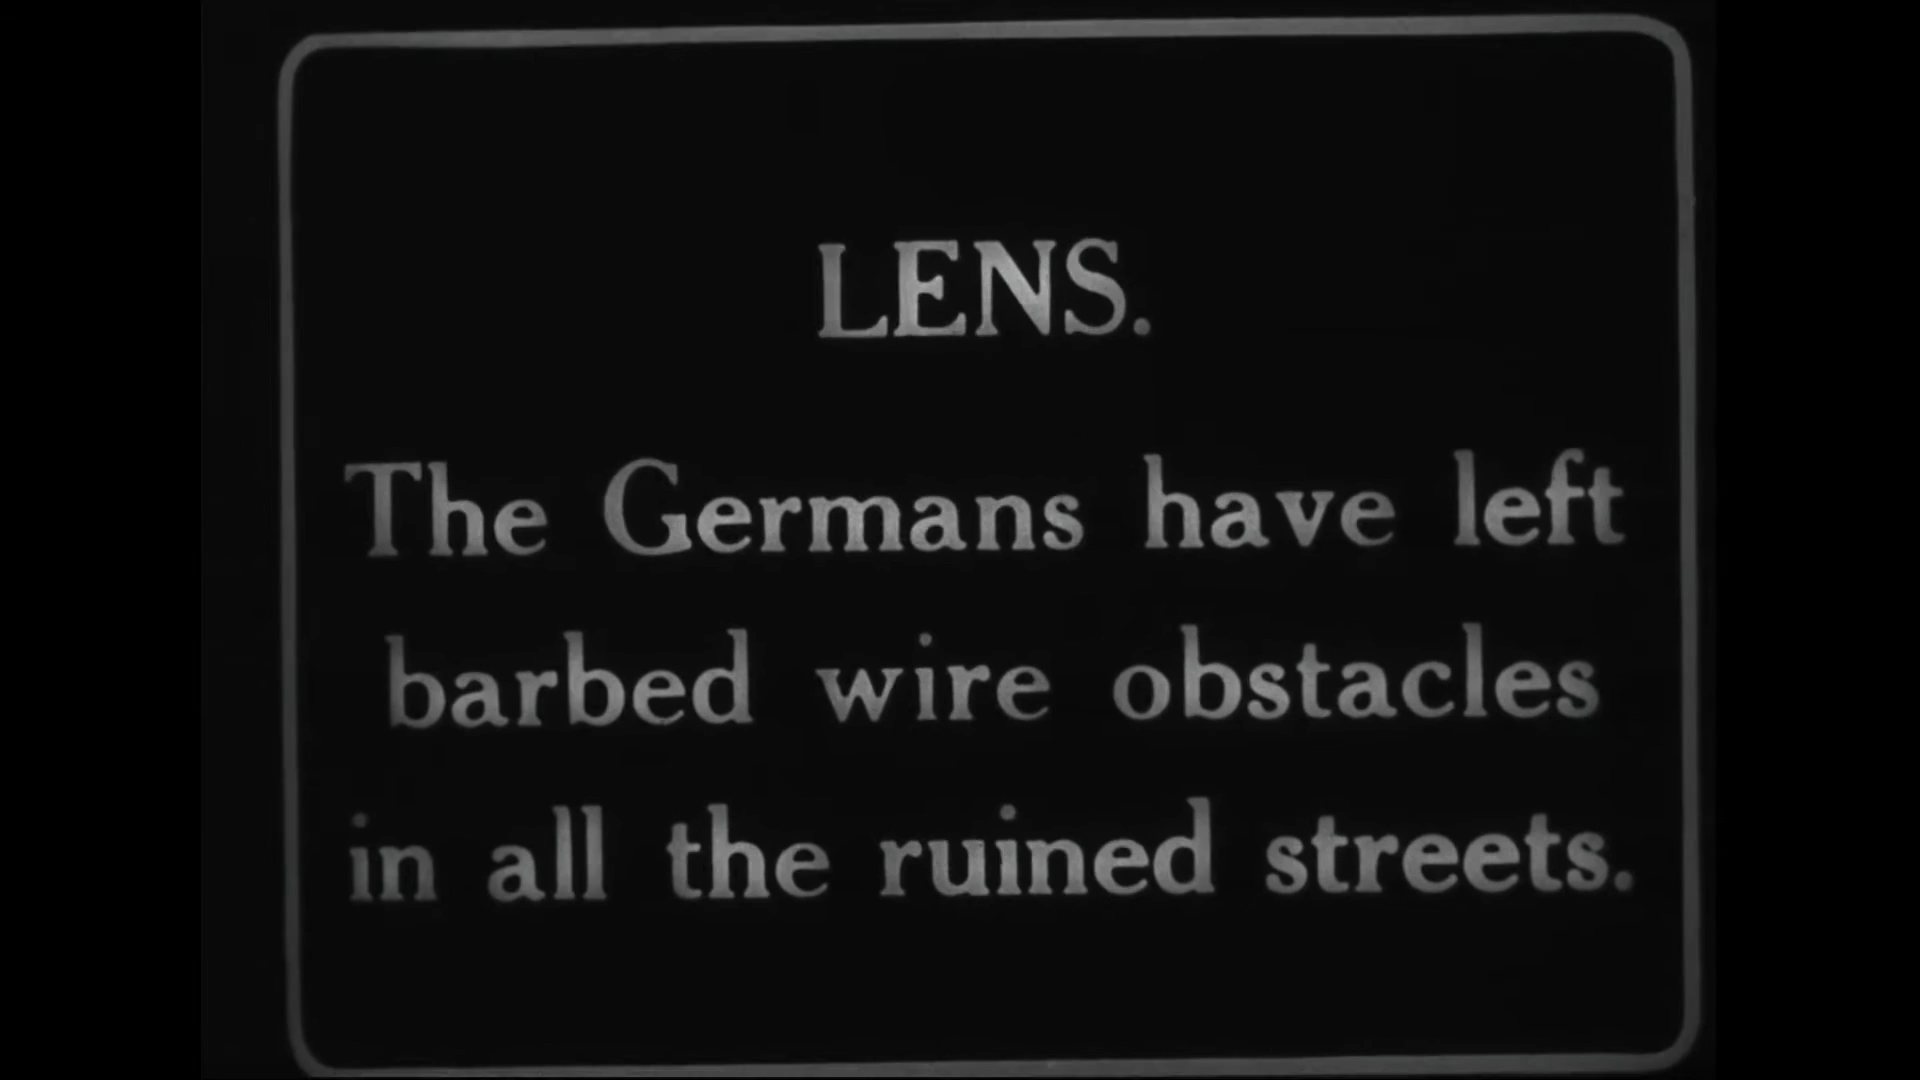 LENS.
The Germans have left
barbed wire obstacles
in all the ruined streets.